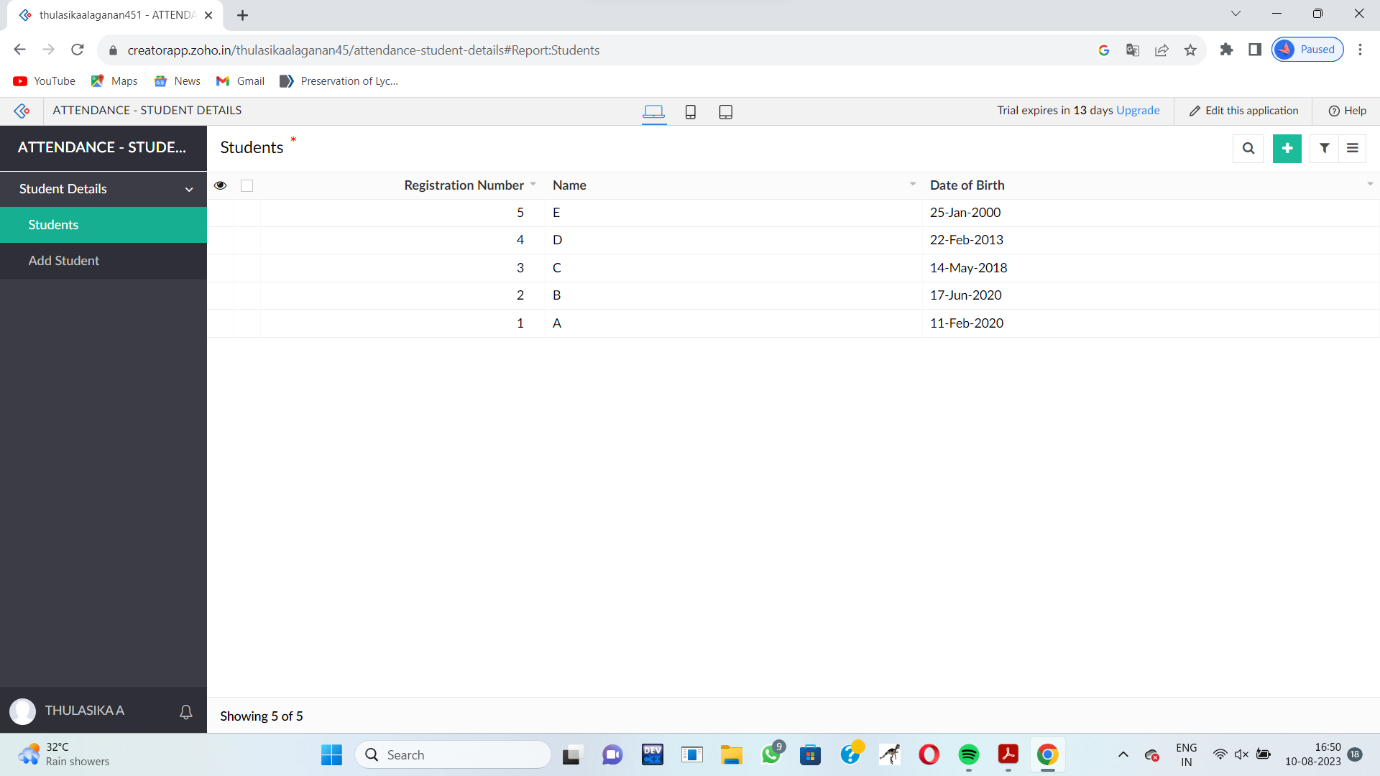 thulasikaalaganan451 - ATTENDA
creatorapp.zoho.in/thulasikaalaganan45/attendance-student-details#Report:Students
Paused
YouTube Maps News Gmail Preservation of Lyc...
ATTENDANCE - STUDENT DETAILS
Trial expires in 13 days Upgrade
Edit this application
Help
ATTENDANCE - STUDE...
Students *
Student Details
Students
Add Student
Registration Number Name Date of Birth
5 E 25-Jan-2000
4 D 22-Feb-2013
3 C 14-May-2018
2 B 17-Jun-2020
1 A 11-Feb-2020
THULASIKA A
Showing 5 of 5
32°C
Rain showers
Search
DEV
C++
9
ENG
IN
16:50
10-08-2023
18